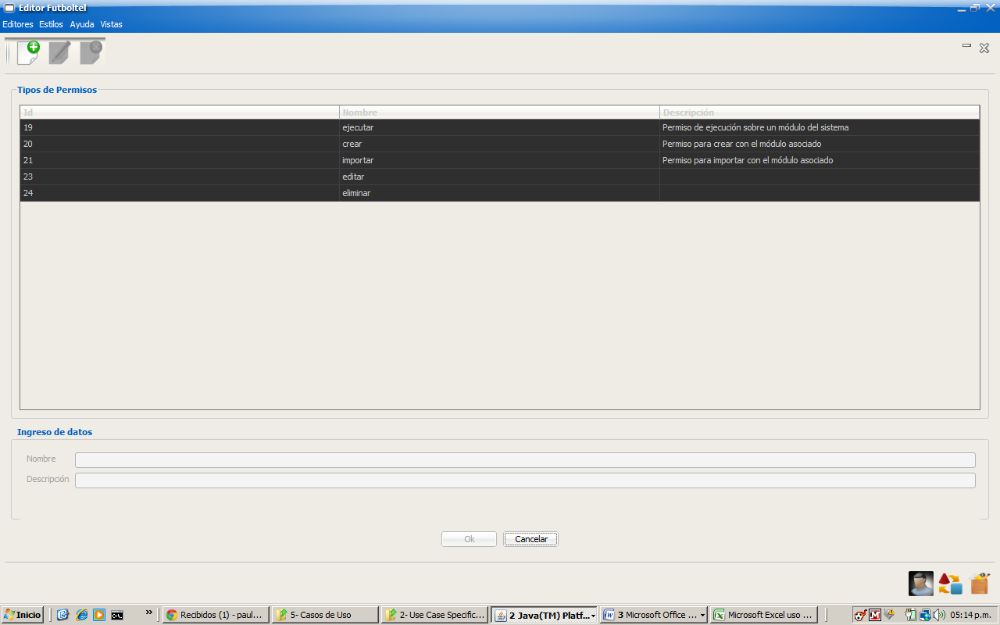 Editor Futboltel
Editores Estilos Ayuda Vistas
Tipos de Permisos
Id Nombre Descripción
19 ejecutar Permiso de ejecución sobre un módulo del sistema
20 crear Permiso para crear con el módulo asociado
21 importar Permiso para importar con el módulo asociado
23 editar
24 eliminar
Ingreso de datos
Nombre
Descripción
Ok Cancelar
Inicio » Recibidos (1) - paul... 5- Casos de Uso 2- Use Case Specific... 2 Java(TM) Platf... 3 Microsoft Office ... Microsoft Excel uso ... 05:14 p.m.